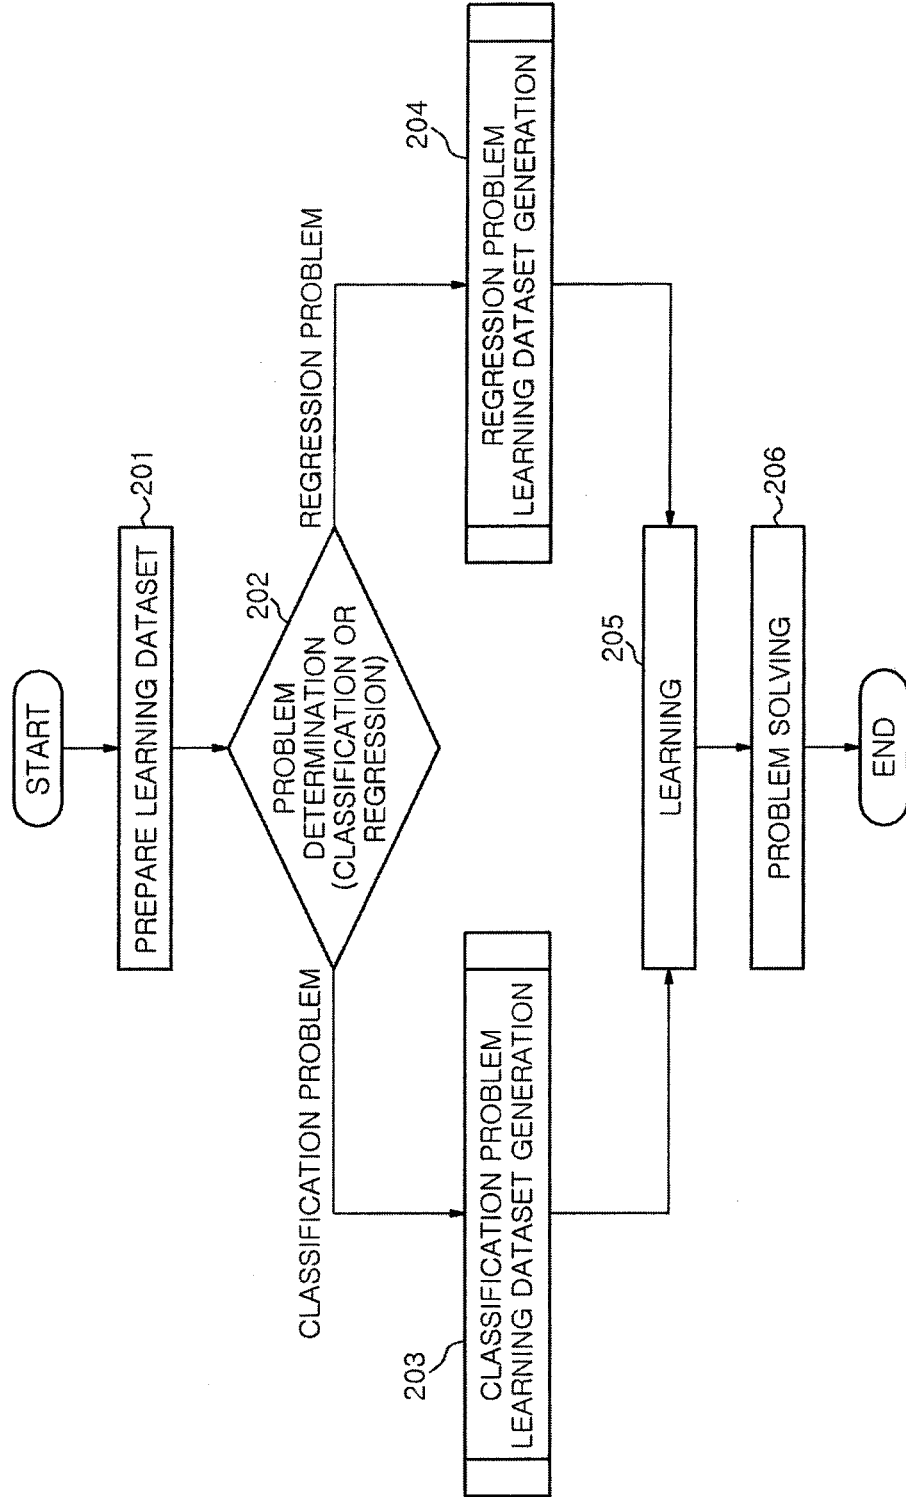 START
PREPARE LEARNING DATASET
201
PROBLEM
DETERMINATION
(CLASSIFICATION OR
REGRESSION)
202
CLASSIFICATION PROBLEM
REGRESSION PROBLEM
203
CLASSIFICATION PROBLEM
LEARNING DATASET GENERATION
204
REGRESSION PROBLEM
LEARNING DATASET GENERATION
205
LEARNING
PROBLEM SOLVING
206
END